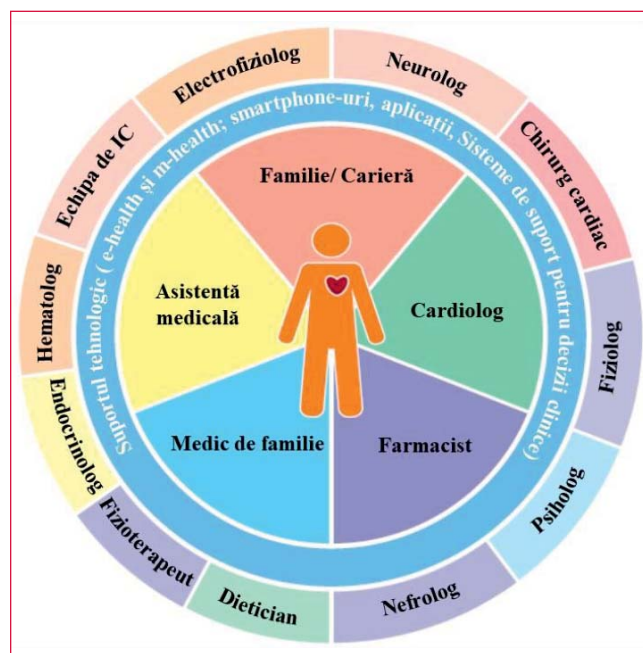 Electrofiziolog
Neurolog
Chirurg cardiac
Fiziolog
Psiholog
Nefrolog
Dietician
Fizioterapeut
Endocrinolog
Hematolog
Echipa de IC
Suportul tehnologic ( e-health și m-health; smartphone-uri, aplicații, Sisteme de suport pentru decizii clinice)
Familie/ Carieră
Cardiolog
Farmacist
Medic de familie
Asistentă
medicală